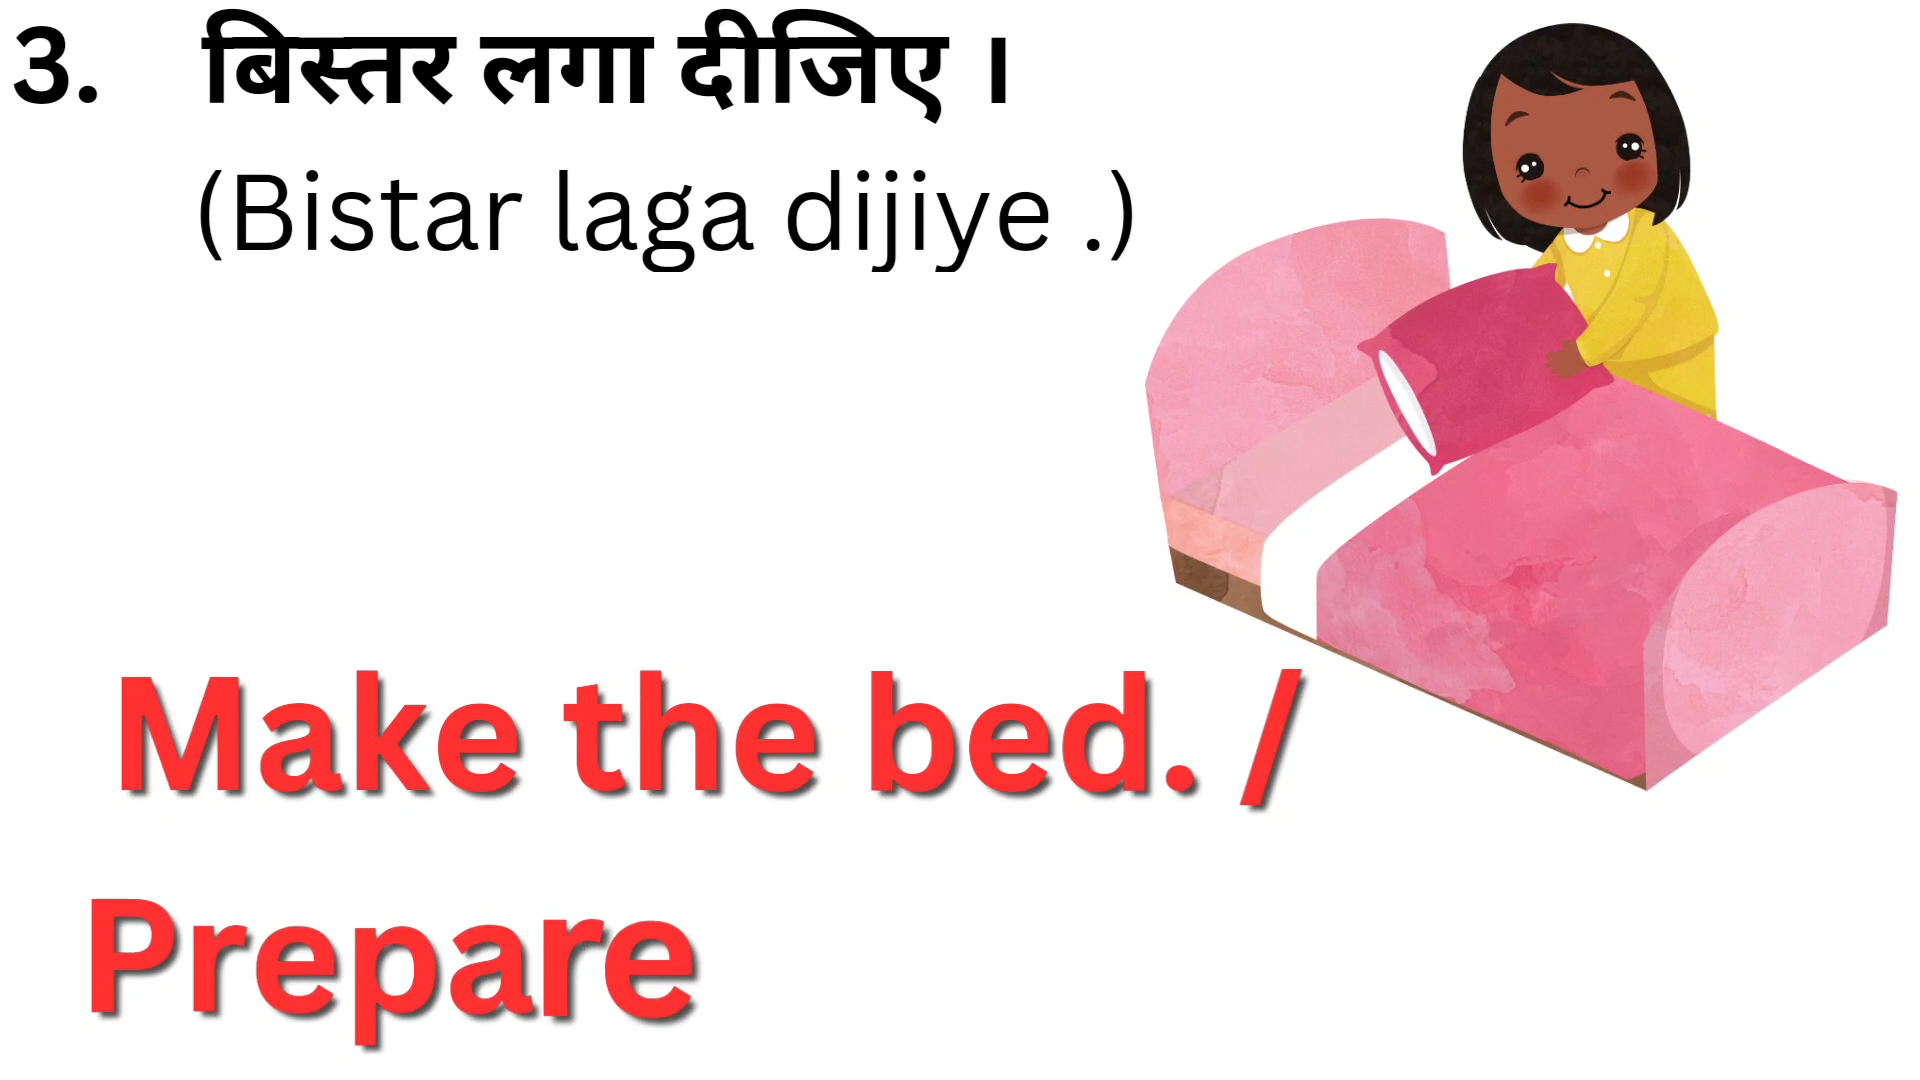 3. बिस्तर लगा दीजिए ।
(Bistar laga dijiye .)
Make the bed. /
Prepare